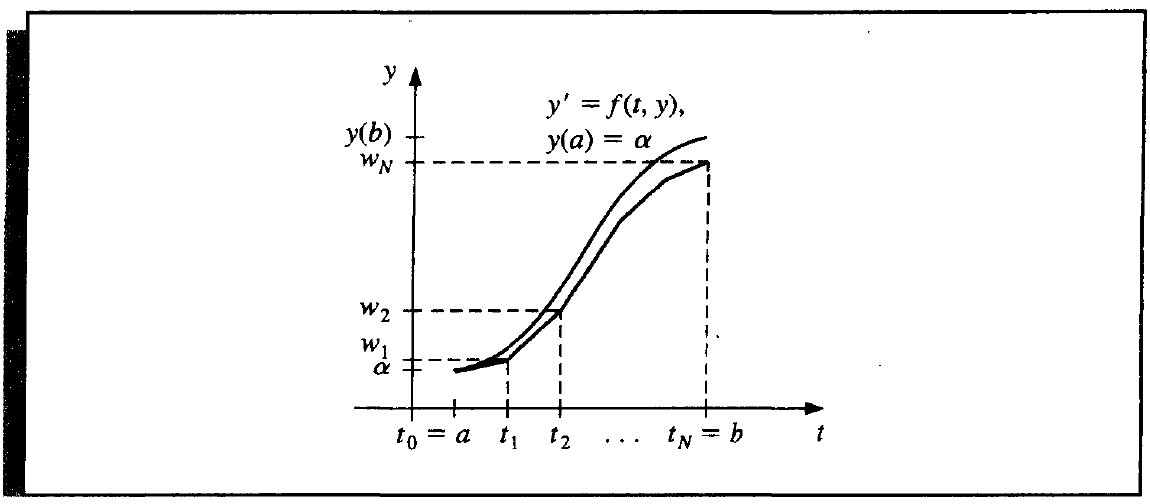 y
y′ = f(t, y),
y(b)
y(a) = α
w_N
w_2
w_1
α
t_0 = a t_1 t_2 ... t_N = b t